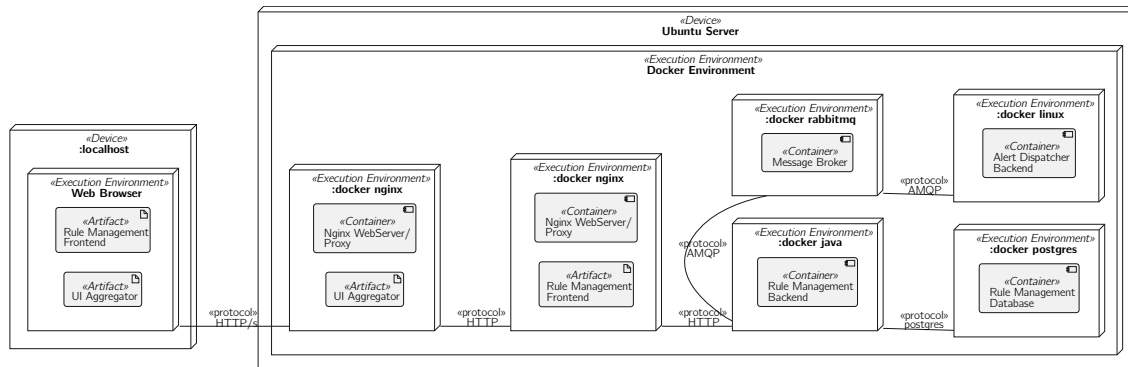 «Device»
Ubuntu Server
«Execution Environment»
Docker Environment
«Device»
:localhost
«Execution Environment»
Web Browser
«Artifact»
Rule Management
Frontend
«Artifact»
UI Aggregator
«protocol»
HTTP/s
«Execution Environment»
:docker nginx
«Container»
Nginx WebServer/
Proxy
«Artifact»
UI Aggregator
«protocol»
HTTP
«Execution Environment»
:docker nginx
«Container»
Nginx WebServer/
Proxy
«Artifact»
Rule Management
Frontend
«protocol»
HTTP
«Execution Environment»
:docker rabbitmq
«Container»
Message Broker
«protocol»
AMQP
«Execution Environment»
:docker linux
«Container»
Alert Dispatcher
Backend
«protocol»
AMQP
«Execution Environment»
:docker java
«Container»
Rule Management
Backend
«protocol»
postgres
«Execution Environment»
:docker postgres
«Container»
Rule Management
Database